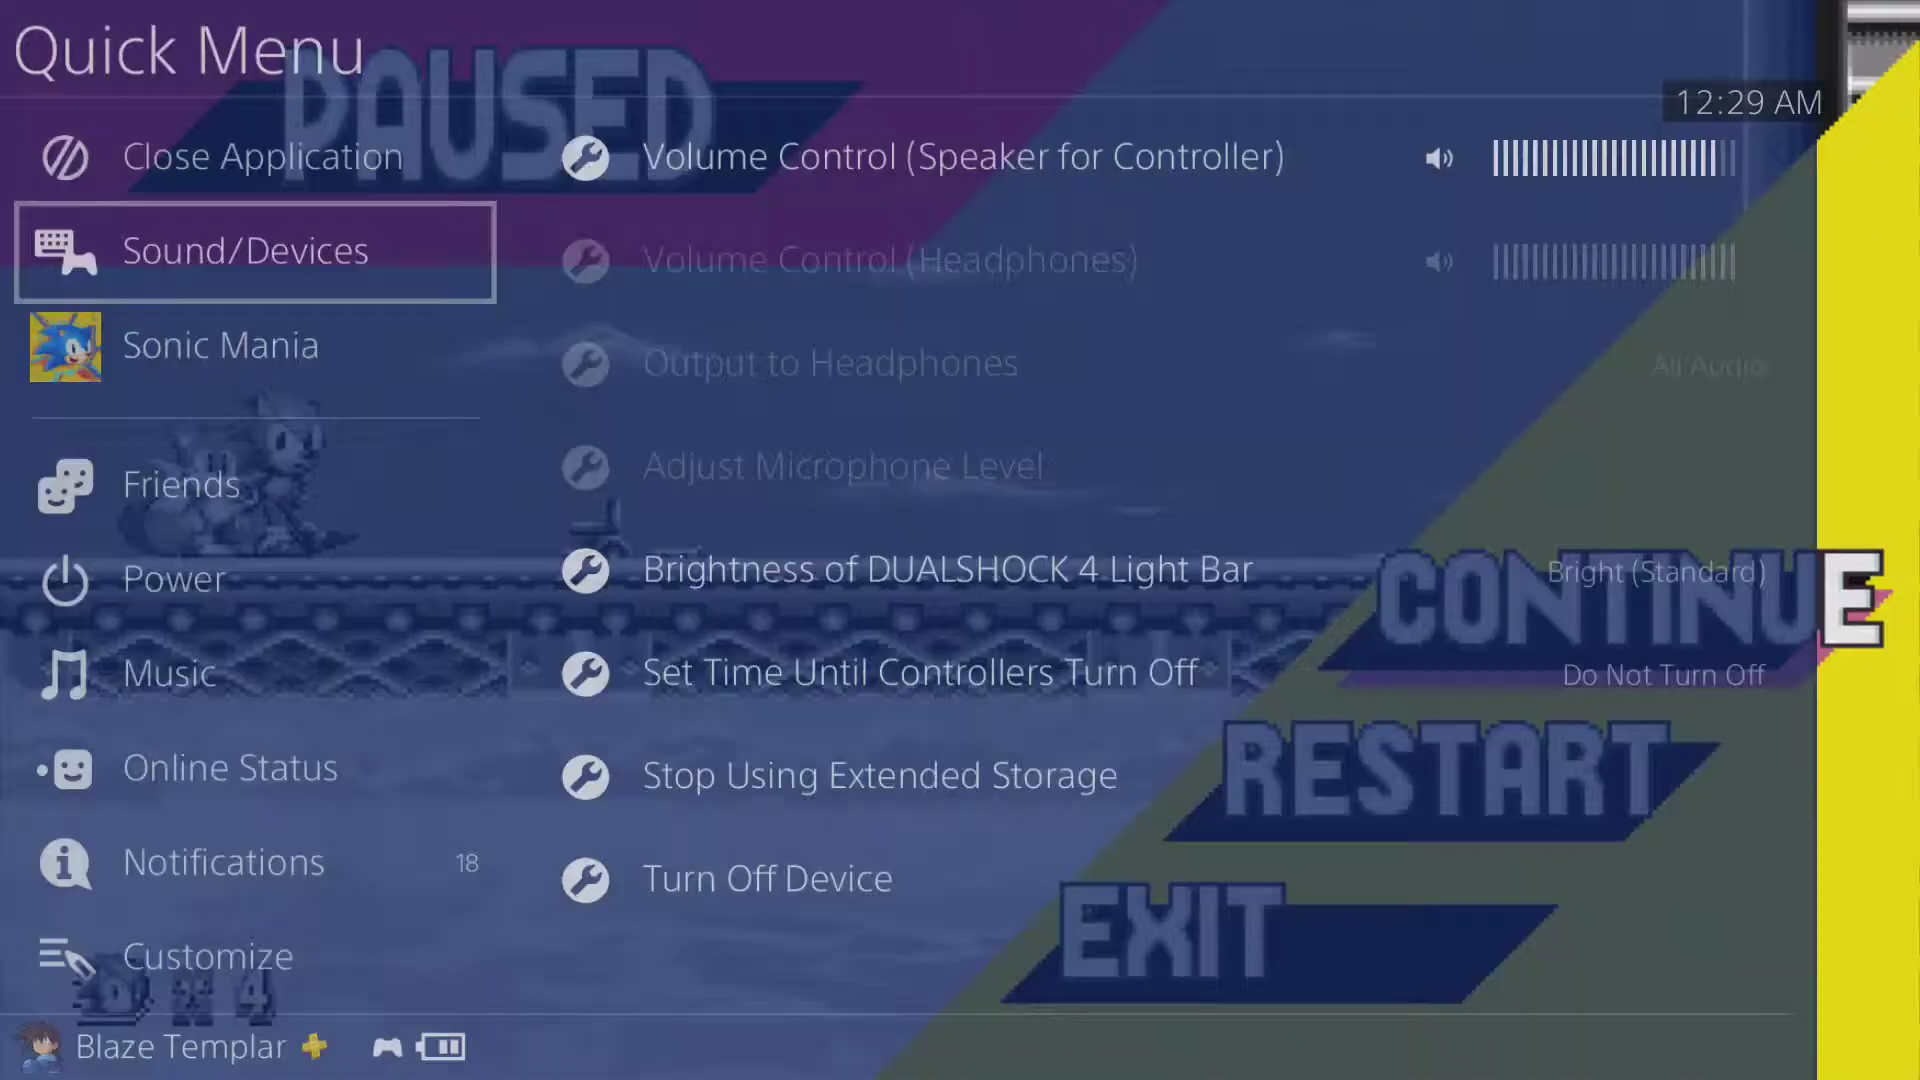 Quick Menu
PAUSED
12:29 AM
Close Application
Sound/Devices
Sonic Mania
Friends
Power
Music
Online Status
Notifications 18
Customize
Volume Control (Speaker for Controller)
Volume Control (Headphones)
Output to Headphones All Audio
Adjust Microphone Level
Brightness of DUALSHOCK 4 Light Bar Bright (Standard)
Set Time Until Controllers Turn Off Do Not Turn Off
Stop Using Extended Storage
Turn Off Device
CONTINUE
RESTART
EXIT
x 4
Blaze Templar